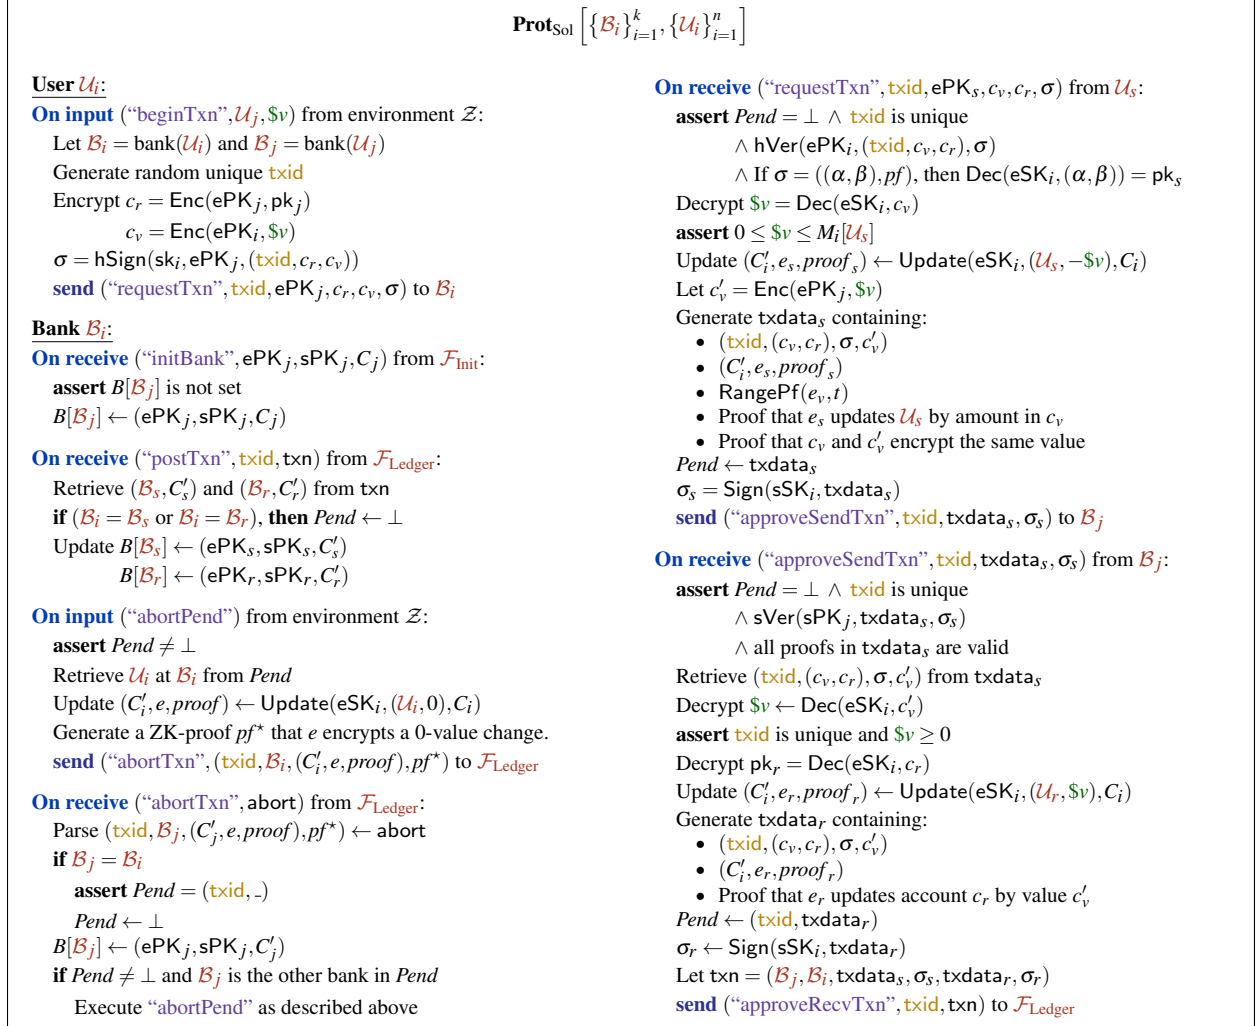 Prot_Sol [{B_i}_{i=1}^k, {U_i}_{i=1}^n]
User U_i:
On input (“beginTxn”, U_j, $v) from environment Z:
Let B_i = bank(U_i) and B_j = bank(U_j)
Generate random unique txid
Encrypt c_r = Enc(ePK_j, pk_j)
c_v = Enc(ePK_i, $v)
σ = hSign(sk_i, ePK_j, (txid, c_r, c_v))
send (“requestTxn”, txid, ePK_j, c_r, c_v, σ) to B_i
Bank B_i:
On receive (“initBank”, ePK_j, sPK_j, C_j) from F_Init:
assert B[B_j] is not set
B[B_j] ← (ePK_j, sPK_j, C_j)
On receive (“postTxn”, txid, txn) from F_Ledger:
Retrieve (B_s, C′_s) and (B_r, C′_r) from txn
if (B_i = B_s or B_i = B_r), then Pend ← ⊥
Update B[B_s] ← (ePK_s, sPK_s, C′_s)
B[B_r] ← (ePK_r, sPK_r, C′_r)
On input (“abortPend”) from environment Z:
assert Pend ≠ ⊥
Retrieve U_i at B_i from Pend
Update (C′_i, e, proof) ← Update(eSK_i, (U_i, 0), C_i)
Generate a ZK-proof pf* that e encrypts a 0-value change.
send (“abortTxn”, (txid, B_i, (C′_i, e, proof), pf*) to F_Ledger
On receive (“abortTxn”, abort) from F_Ledger:
Parse (txid, B_j, (C′_j, e, proof), pf*) ← abort
if B_j = B_i
assert Pend = (txid, _)
Pend ← ⊥
B[B_j] ← (ePK_j, sPK_j, C′_j)
if Pend ≠ ⊥ and B_j is the other bank in Pend
Execute “abortPend” as described above
On receive (“requestTxn”, txid, ePK_s, c_v, c_r, σ) from U_s:
assert Pend = ⊥ ∧ txid is unique
∧ hVer(ePK_i, (txid, c_v, c_r), σ)
∧ If σ = ((α, β), pf), then Dec(eSK_i, (α, β)) = pk_s
Decrypt $v = Dec(eSK_i, c_v)
assert 0 ≤ $v ≤ M_i[U_s]
Update (C′_i, e_s, proof_s) ← Update(eSK_i, (U_s, −$v), C_i)
Let c′_v = Enc(ePK_j, $v)
Generate txdata_s containing:
• (txid, (c_v, c_r), σ, c′_v)
• (C′_i, e_s, proof_s)
• RangePf(e_v, t)
• Proof that e_s updates U_s by amount in c_v
• Proof that c_v and c′_v encrypt the same value
Pend ← txdata_s
σ_s = Sign(sSK_i, txdata_s)
send (“approveSendTxn”, txid, txdata_s, σ_s) to B_j
On receive (“approveSendTxn”, txid, txdata_s, σ_s) from B_j:
assert Pend = ⊥ ∧ txid is unique
∧ sVer(sPK_j, txdata_s, σ_s)
∧ all proofs in txdata_s are valid
Retrieve (txid, (c_v, c_r), σ, c′_v) from txdata_s
Decrypt $v ← Dec(eSK_i, c′_v)
assert txid is unique and $v ≥ 0
Decrypt pk_r = Dec(eSK_i, c_r)
Update (C′_i, e_r, proof_r) ← Update(eSK_i, (U_r, $v), C_i)
Generate txdata_r containing:
• (txid, (c_v, c_r), σ, c′_v)
• (C′_i, e_r, proof_r)
• Proof that e_r updates account c_r by value c′_v
Pend ← (txid, txdata_r)
σ_r ← Sign(sSK_i, txdata_r)
Let txn = (B_j, B_i, txdata_s, σ_s, txdata_r, σ_r)
send (“approveRecvTxn”, txid, txn) to F_Ledger